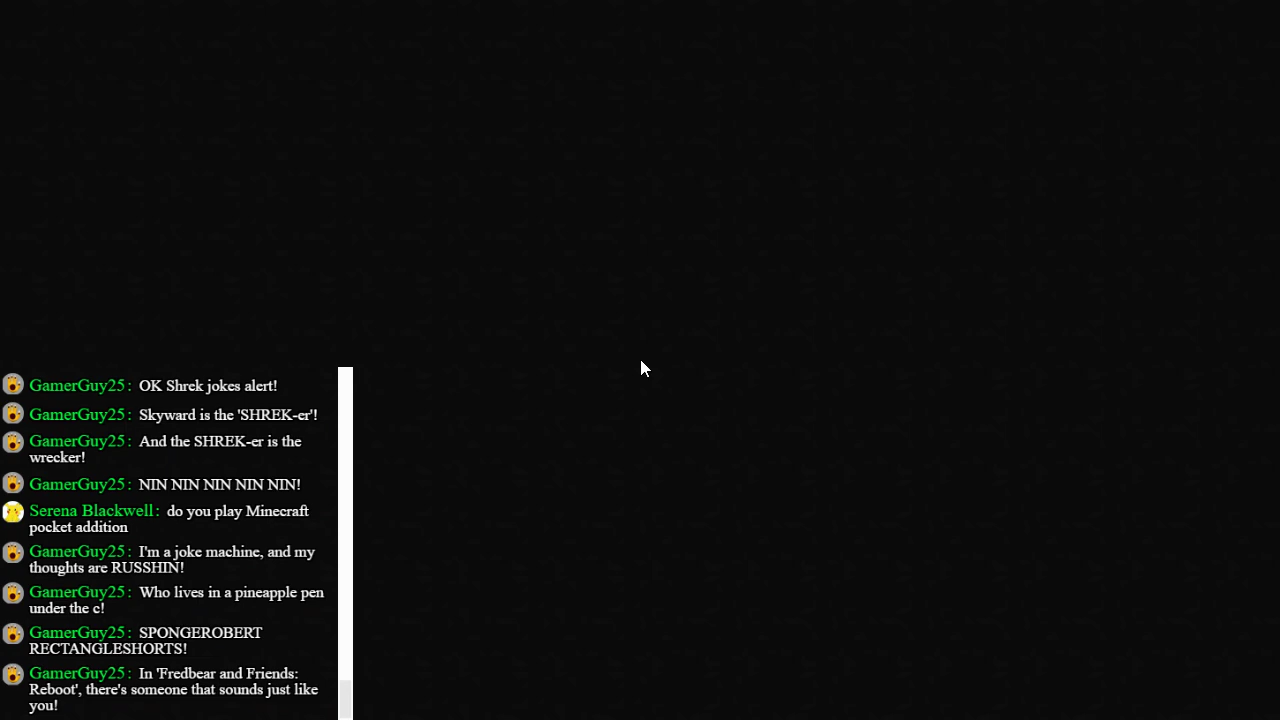 GamerGuy25: OK Shrek jokes alert!
GamerGuy25: Skyward is the 'SHREK-er'!
GamerGuy25: And the SHREK-er is the
wrecker!
GamerGuy25: NIN NIN NIN NIN NIN!
Serena Blackwell: do you play Minecraft
pocket addition
GamerGuy25: I'm a joke machine, and my
thoughts are RUSSHIN!
GamerGuy25: Who lives in a pineapple pen
under the c!
GamerGuy25: SPONGEROBERT
RECTANGLESHORTS!
GamerGuy25: In 'Fredbear and Friends:
Reboot', there's someone that sounds just like
you!